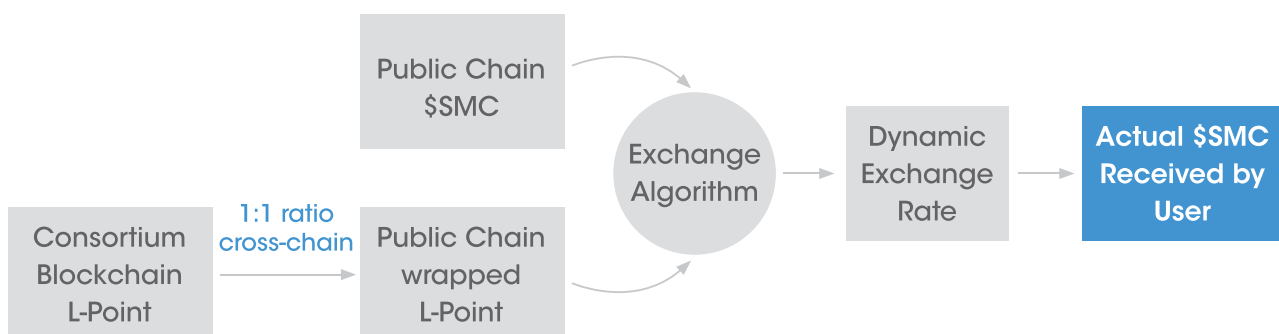 Public Chain
$SMC
Consortium
Blockchain
L-Point
1:1 ratio
cross-chain
Public Chain
wrapped
L-Point
Exchange
Algorithm
Dynamic
Exchange
Rate
Actual $SMC
Received by
User